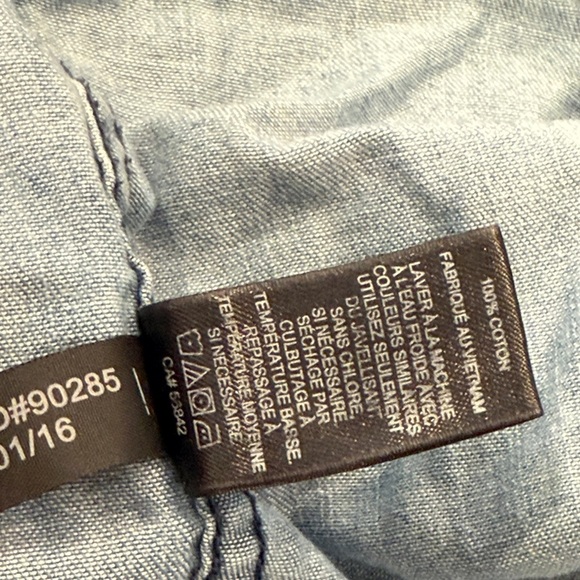 100% COTON
FABRIQUÉ AU VIETNAM
LAVER À LA MACHINE
À L'EAU FROIDE AVEC
COULEURS SIMILAIRES
UTILISEZ SEULEMENT
DU JAVELLISANT
SANS CHLORE
SI NÉCESSAIRE.
SÉCHAGE PAR
CULBUTAGE À
TEMPÉRATURE BASSE.
REPASSAGE À
TEMPÉRATURE MOYENNE
SI NÉCESSAIRE.
CA# 53842
#90285
01/16